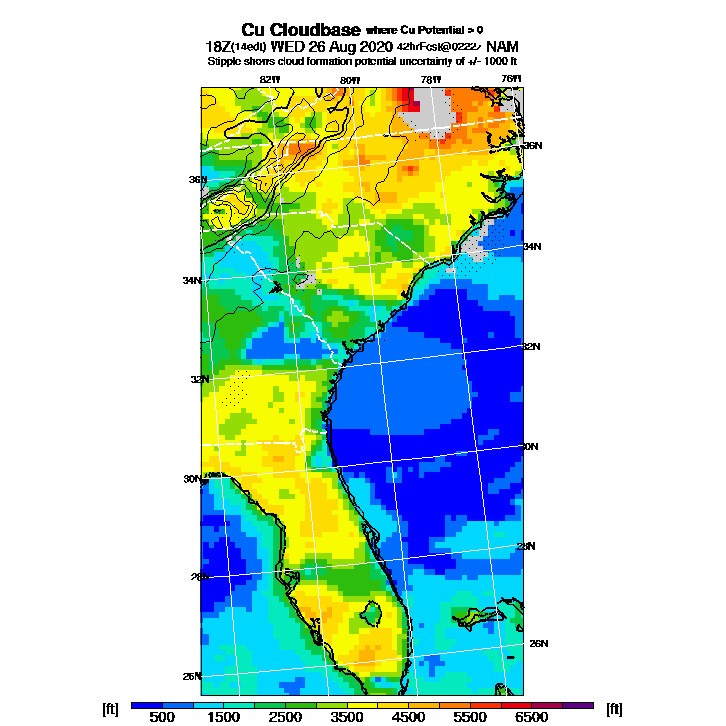 Cu Cloudbase where Cu Potential > 0
18Z(14edt) WED 26 Aug 2020 42hrFcst@0222z NAM
Stipple shows cloud formation potential uncertainty of +/- 1000 ft
82W 80W 78W 76W
36N 36N
34N 34N
32N 32N
30N 30N
28N 28N
26N 26N
[ft] 500 1500 2500 3500 4500 5500 6500 [ft]